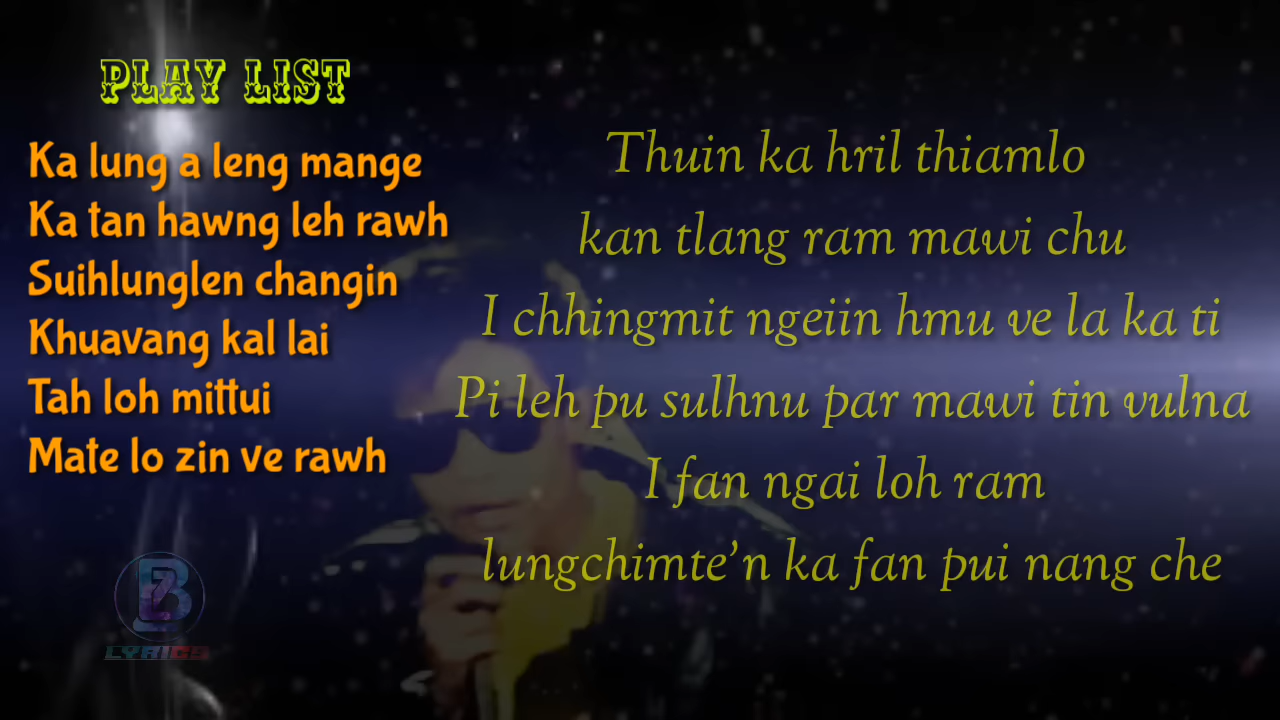 PLAY LIST
Ka lung a leng mange
Ka tan hawng leh rawh
Suihlunglen changin
Khuavang kal lai
Tah loh mittui
Mate lo zin ve rawh
Thuin ka hril thiamlo
kan tlang ram mawi chu
I chhingmit ngeiin hmu ve la ka ti
Pi leh pu sulhnu par mawi tin vulna
I fan ngai loh ram
lungchimte'n ka fan pui nang che
BZ
LYRICS